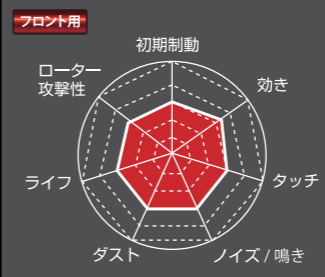 フロント用
初期制動
ローター
攻撃性
効き
ライフ
タッチ
ダスト
ノイズ / 鳴き